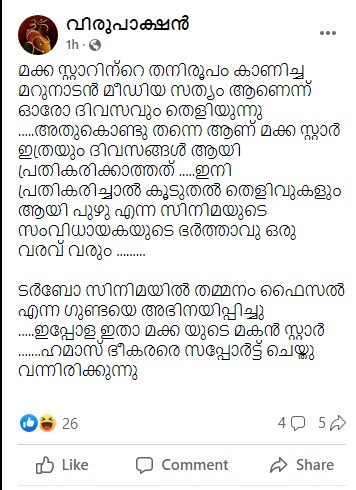 വിരുപാക്ഷൻ
1h
മക്ക സ്റ്റാറിന്റെ തനിരൂപം കാണിച്ച
മറുനാടൻ മീഡിയ സത്യം ആണെന്ന്
ഓരോ ദിവസവും തെളിയുന്നു
.....അതുകൊണ്ടു തന്നെ ആണ് മക്ക സ്റ്റാർ
ഇത്രയും ദിവസങ്ങൾ ആയി
പ്രതികരിക്കാത്തത് .....ഇനി
പ്രതികരിച്ചാൽ കൂടുതൽ തെളിവുകളും
ആയി പുഴു എന്ന സിനിമയുടെ
സംവിധായകയുടെ ഭർത്താവു ഒരു
വരവ് വരും .........
ടർബോ സിനിമയിൽ തമ്മനം ഫൈസൽ
എന്ന ഗുണ്ടയെ അഭിനയിപ്പിച്ചു
.....ഇപ്പോള ഇതാ മക്ക യുടെ മകൻ സ്റ്റാർ
.......ഹമാസ് ഭീകരരെ സപ്പോർട്ട് ചെയ്തു
വന്നിരിക്കുന്നു
26 4 5
Like Comment Share